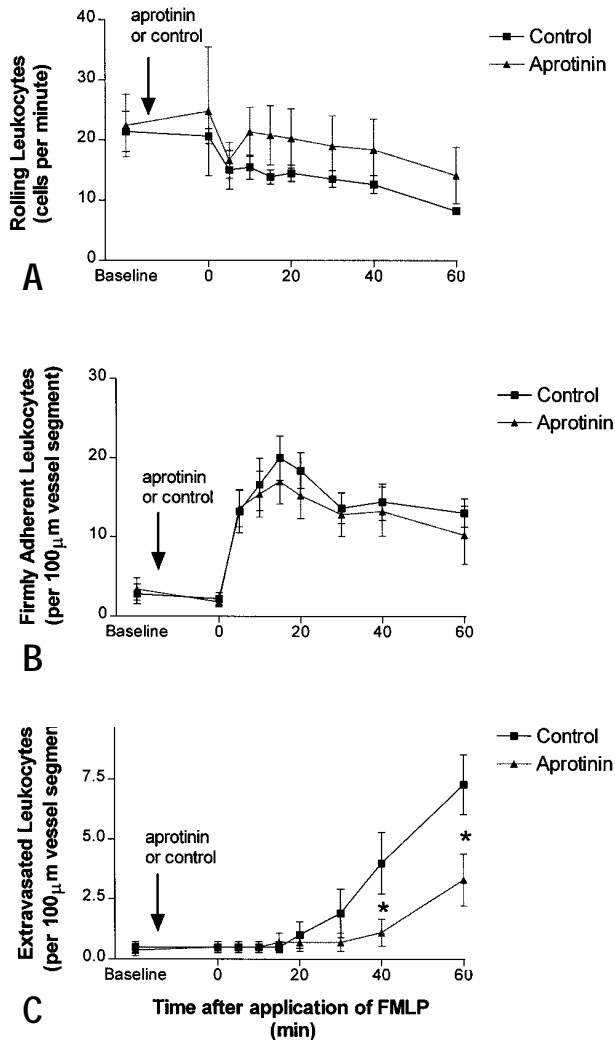 aprotinin
or control
Control
Aprotinin
Rolling Leukocytes
(cells per minute)
40
30
20
10
0
Baseline
0
20
40
60
A
Control
Aprotinin
Firmly Adherent Leukocytes
(per 100μm vessel segment)
30
20
10
0
aprotinin
or control
Baseline
0
20
40
60
B
Control
Aprotinin
Extravasated Leukocytes
(per 100μm vessel segmen
7.5
5.0
2.5
0.0
aprotinin
or control
*
*
Baseline
0
20
40
60
C
Time after application of FMLP
(min)